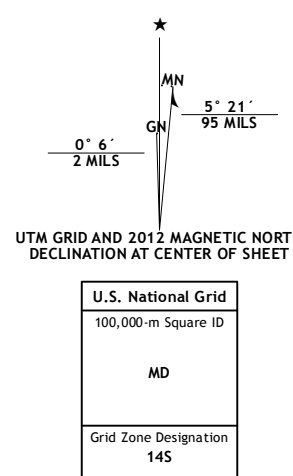 ★
MN
GN
5° 21´
95 MILS
0° 6´
2 MILS
UTM GRID AND 2012 MAGNETIC NORT
DECLINATION AT CENTER OF SHEET
U.S. National Grid
100,000-m Square ID
MD
Grid Zone Designation
14S